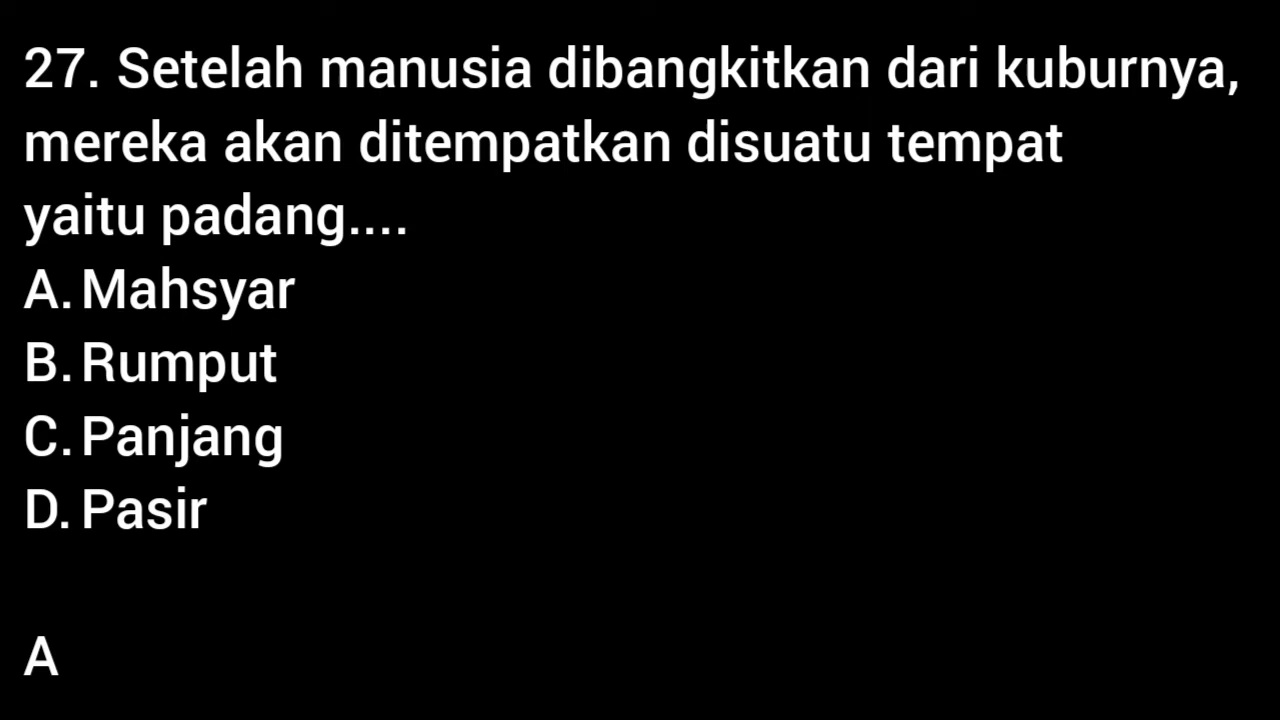 27. Setelah manusia dibangkitkan dari kuburnya,
mereka akan ditempatkan disuatu tempat
yaitu padang....
A. Mahsyar
B. Rumput
C. Panjang
D. Pasir
A